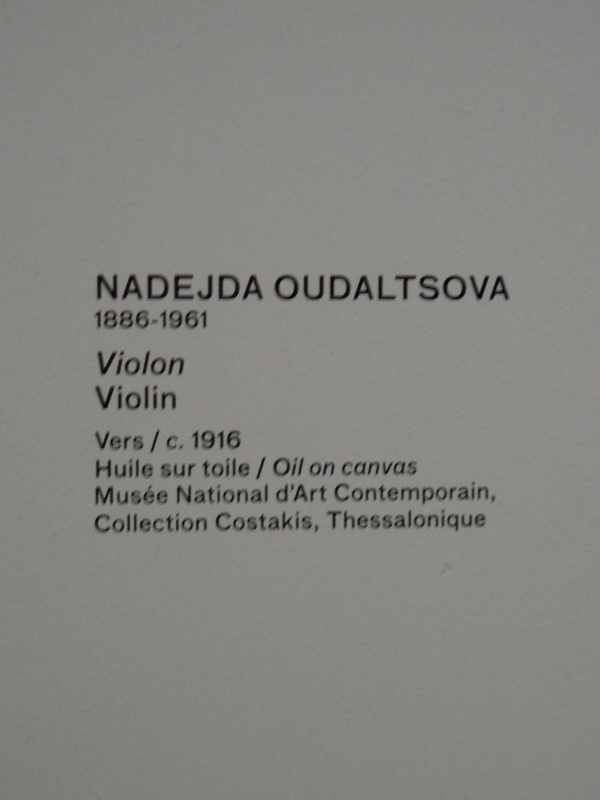 NADEJDA OUDALTSOVA
1886-1961
Violon
Violin
Vers / c. 1916
Huile sur toile / Oil on canvas
Musée National d'Art Contemporain,
Collection Costakis, Thessalonique